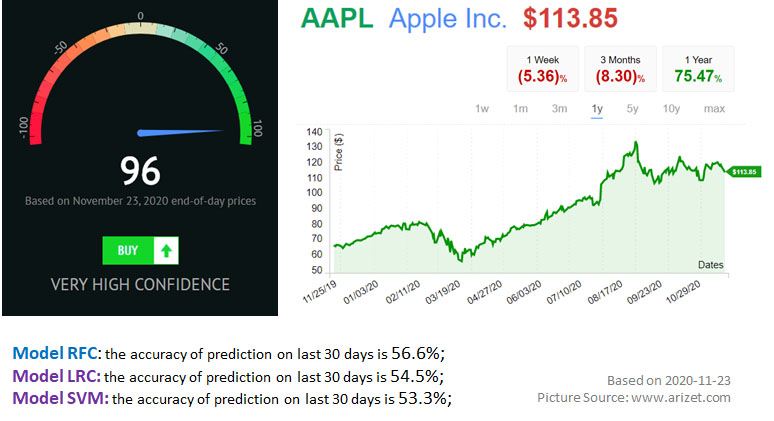 -100
-50
0
50
100
96
Based on November 23, 2020 end-of-day prices
BUY
VERY HIGH CONFIDENCE
AAPL Apple Inc. $113.85
1 Week
(5.36)%
3 Months
(8.30)%
1 Year
75.47%
1w 1m 3m 1y 5y 10y max
Price ($)
140
130
120
110
100
90
80
70
60
50
$113.85
Dates
11/25/19 01/03/20 02/11/20 03/19/20 04/27/20 06/03/20 07/10/20 08/17/20 09/23/20 10/29/20
Model RFC: the accuracy of prediction on last 30 days is 56.6%;
Model LRC: the accuracy of prediction on last 30 days is 54.5%;
Model SVM: the accuracy of prediction on last 30 days is 53.3%;
Based on 2020-11-23
Picture Source: www.arizet.com